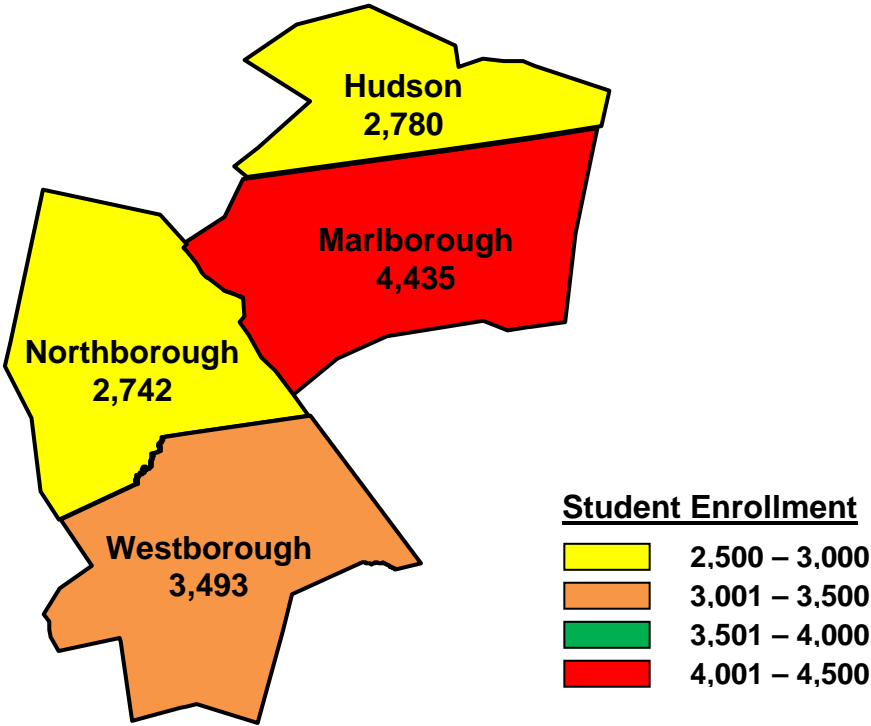 Hudson
2,780
Marlborough
4,435
Northborough
2,742
Westborough
3,493
Student Enrollment
2,500 – 3,000
3,001 – 3,500
3,501 – 4,000
4,001 – 4,500